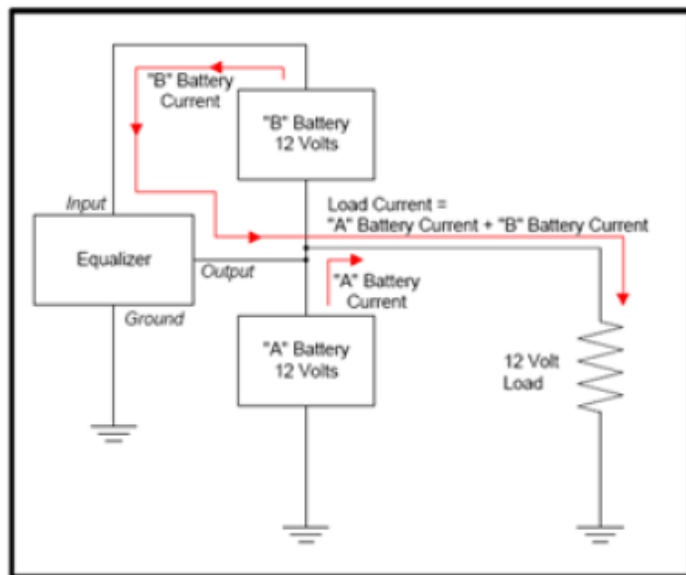 "B" Battery
Current
"B" Battery
12 Volts
Input
Load Current =
"A" Battery Current + "B" Battery Current
Equalizer
Output
"A" Battery
Current
Ground
"A" Battery
12 Volts
12 Volt
Load